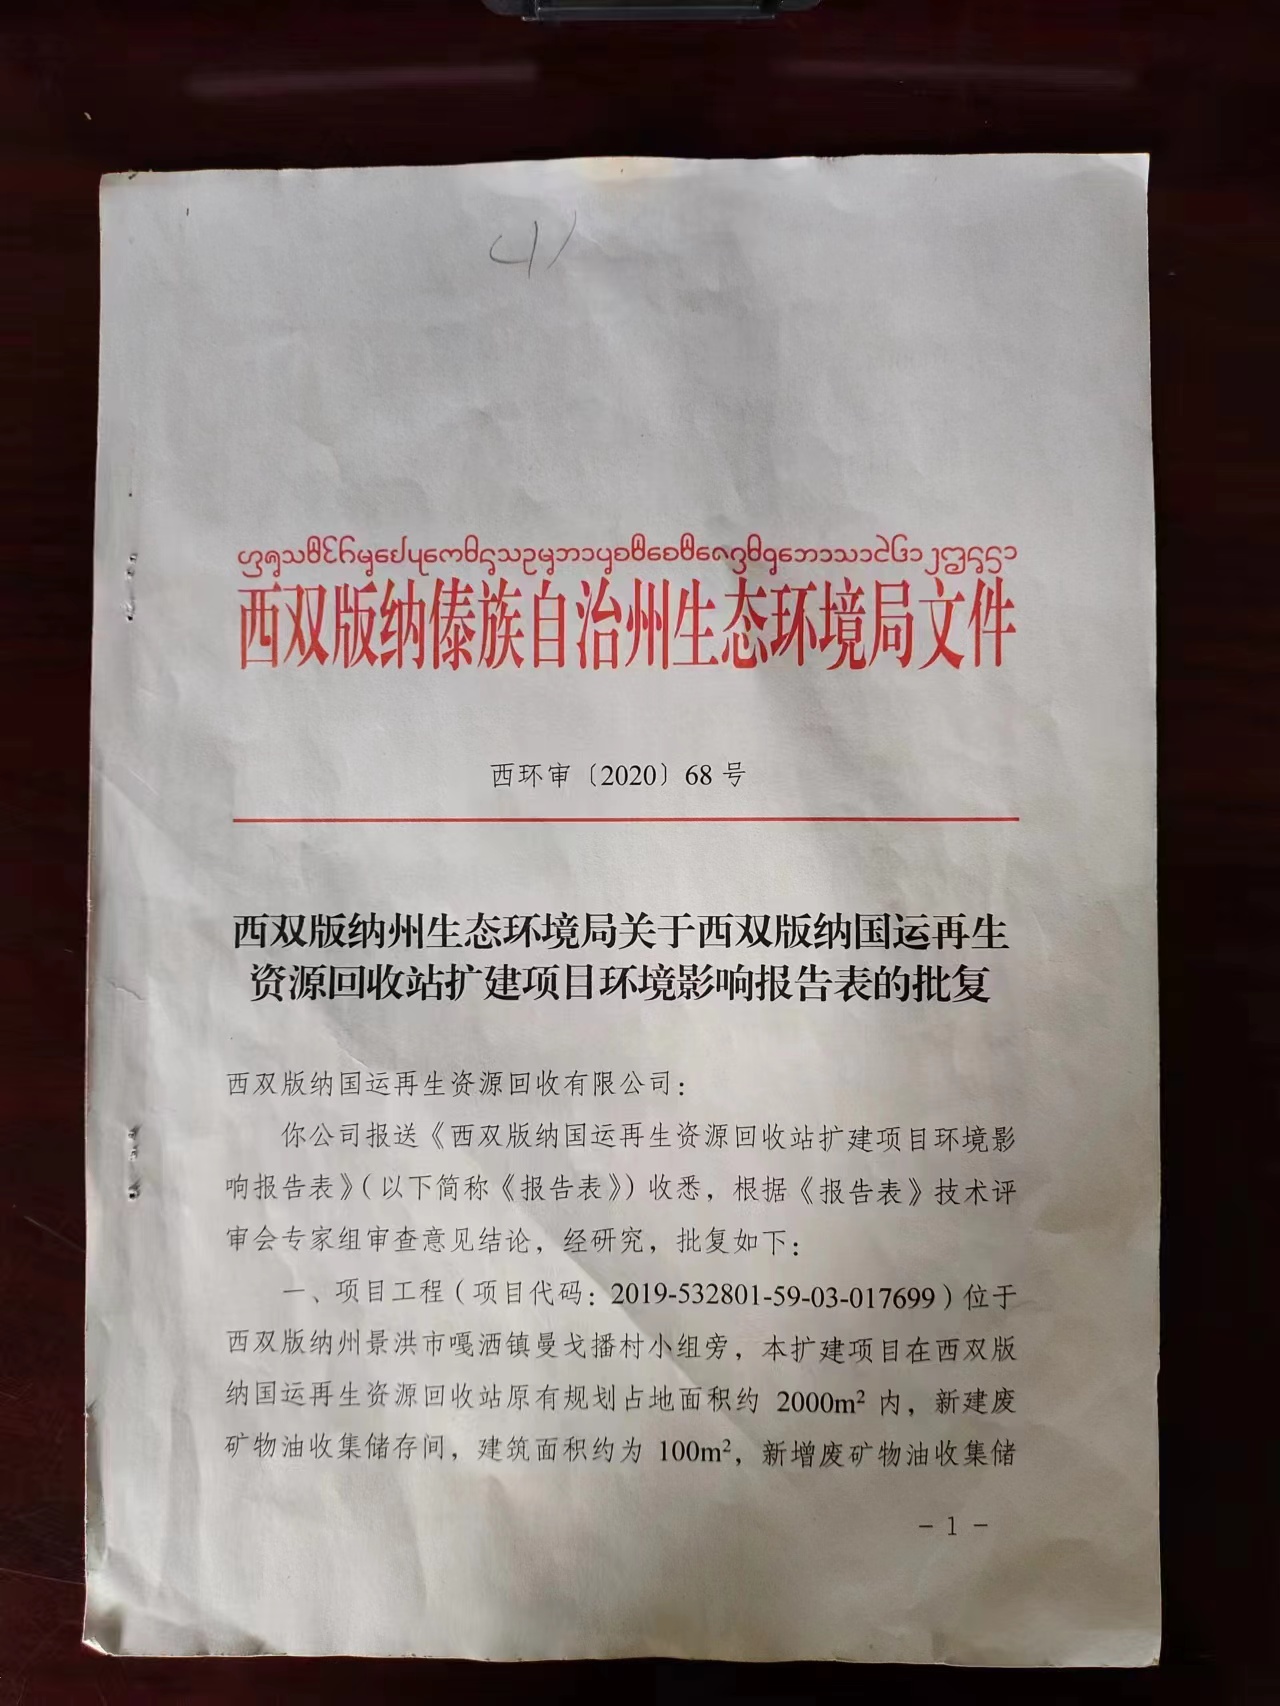 41
西双版纳傣族自治州生态环境局文件
西环审〔2020〕68 号
西双版纳州生态环境局关于西双版纳国运再生
资源回收站扩建项目环境影响报告表的批复
西双版纳国运再生资源回收有限公司：
你公司报送《西双版纳国运再生资源回收站扩建项目环境影
响报告表》（以下简称《报告表》）收悉，根据《报告表》技术评
审会专家组审查意见结论，经研究，批复如下：
一、项目工程（项目代码：2019-532801-59-03-017699）位于
西双版纳州景洪市嘎洒镇曼戈播村小组旁，本扩建项目在西双版
纳国运再生资源回收站原有规划占地面积约 2000m² 内，新建废
矿物油收集储存间，建筑面积约为 100m²，新增废矿物油收集储
- 1 -